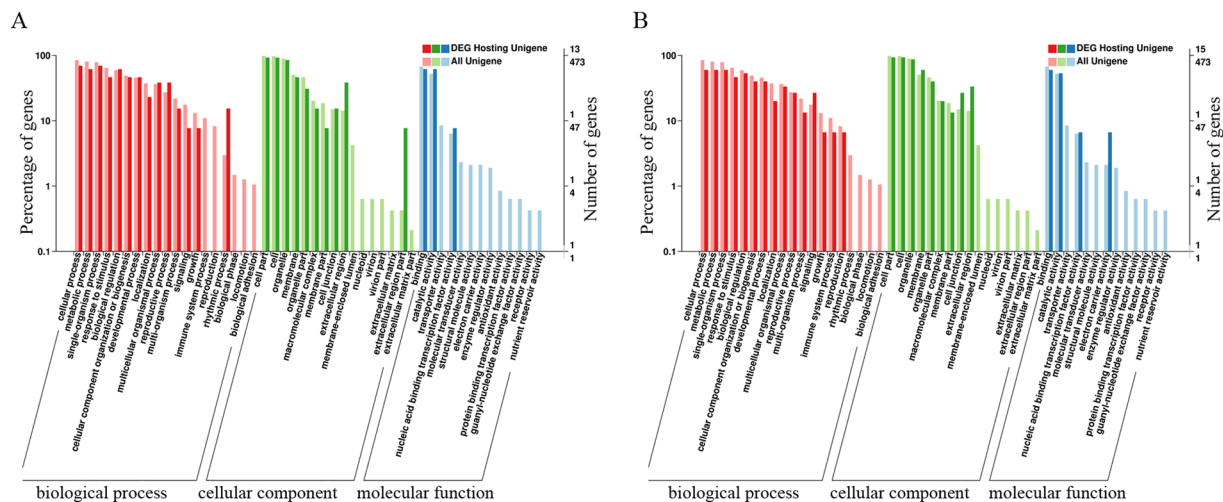 A
DEG Hosting Unigene
All Unigene
Percentage of genes
100
10
1
0.1
13
473
1
47
1
4
1
1
Number of genes
cellular process
metabolic process
single-organism process
response to stimulus
biological regulation
cellular component organization or biogenesis
developmental process
localization
multicellular organismal process
reproductive process
multi-organism process
signaling
growth
immune system process
reproduction
rhythmic process
biological phase
locomotion
biological adhesion
cell part
cell
organelle
membrane
organelle part
macromolecular complex
membrane part
cell junction
extracellular region
membrane-enclosed lumen
nucleoid
virion
virion part
extracellular matrix
extracellular region part
extracellular matrix part
binding
catalytic activity
transporter activity
nucleic acid binding transcription factor activity
molecular transducer activity
structural molecule activity
electron carrier activity
enzyme regulator activity
antioxidant activity
protein binding transcription factor activity
guanyl-nucleotide exchange factor activity
receptor activity
nutrient reservoir activity
biological process
cellular component
molecular function
B
DEG Hosting Unigene
All Unigene
Percentage of genes
100
10
1
0.1
15
473
1
47
1
4
1
1
Number of genes
cellular process
metabolic process
single-organism process
response to stimulus
biological regulation
cellular component organization or biogenesis
developmental process
localization
multicellular organismal process
reproductive process
multi-organism process
signaling
growth
immune system process
reproduction
rhythmic process
biological phase
locomotion
biological adhesion
cell part
cell
organelle
membrane
organelle part
macromolecular complex
membrane part
cell junction
extracellular region
membrane-enclosed lumen
nucleoid
virion
virion part
extracellular matrix
extracellular region part
extracellular matrix part
binding
catalytic activity
transporter activity
nucleic acid binding transcription factor activity
molecular transducer activity
structural molecule activity
electron carrier activity
enzyme regulator activity
antioxidant activity
protein binding transcription factor activity
guanyl-nucleotide exchange factor activity
receptor activity
nutrient reservoir activity
biological process
cellular component
molecular function